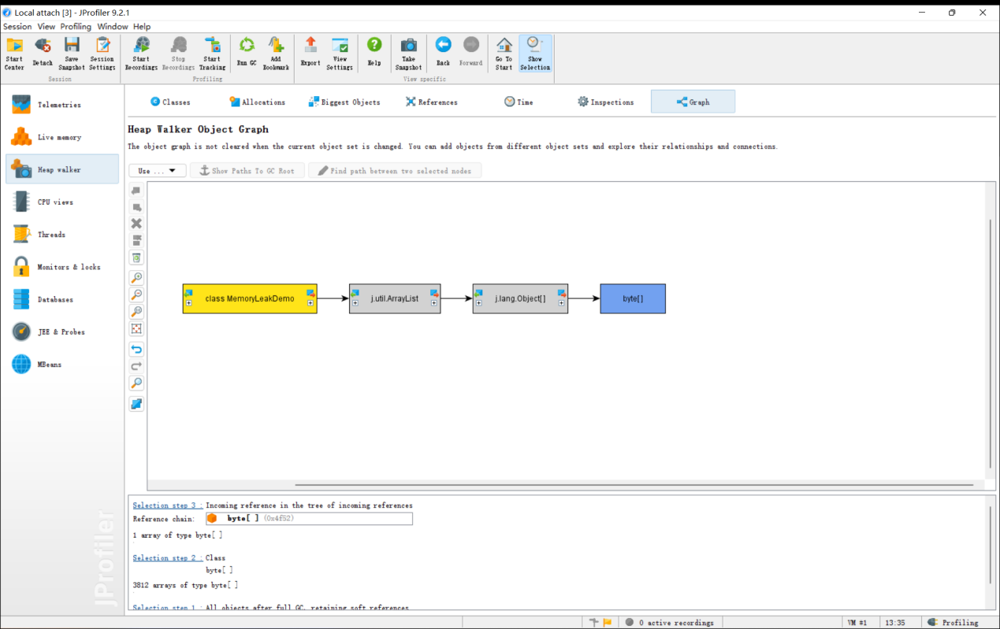 Local attach [3] - JProfiler 9.2.1
Session View Profiling Window Help
Start Center
Detach
Save Snapshot
Session Settings
Start Recordings
Stop Recordings
Start Tracking
Run GC
Add Bookmark
Export
View Settings
Help
Take Snapshot
Back
Forward
Go To Start
Show Selection
Session
Profiling
View specific
Telemetries
Live memory
Heap walker
CPU views
Threads
Monitors & locks
Databases
JEE & Probes
MBeans
JProfiler
Classes
Allocations
Biggest Objects
References
Time
Inspections
Graph
Heap Walker Object Graph
The object graph is not cleared when the current object set is changed. You can add objects from different object sets and explore their relationships and connections.
Use ...
Show Paths To GC Root
Find path between two selected nodes
class MemoryLeakDemo
j.util.ArrayList
j.lang.Object[]
byte[]
Selection step 3 : Incoming reference in the tree of incoming references
Reference chain: byte[ ] (0x4f52)
1 array of type byte[ ]
Selection step 2 : Class
byte[ ]
3812 arrays of type byte[ ]
Selection step 1 : All objects after full GC, retaining soft references
0 active recordings
VM #1
13:35
Profiling